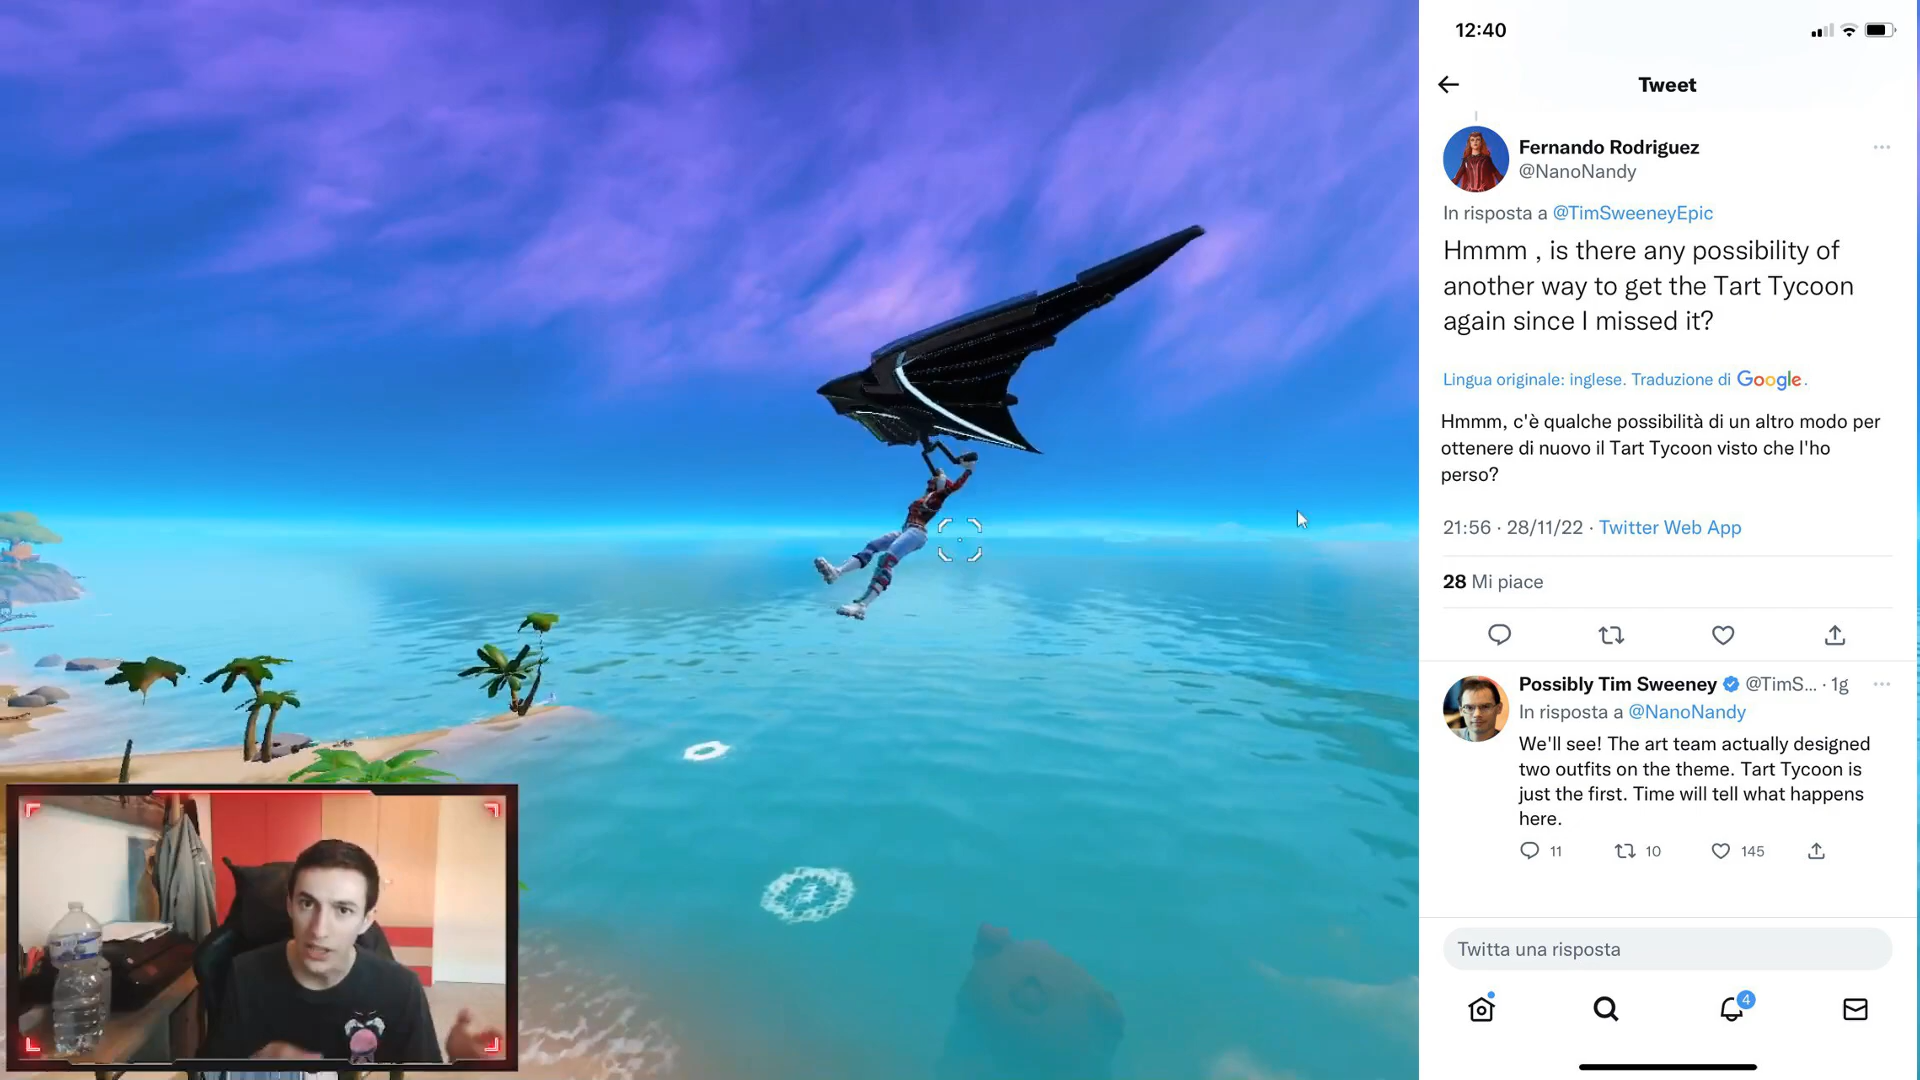 12:40
Tweet
Fernando Rodriguez
@NanoNandy
In risposta a @TimSweeneyEpic
Hmmm , is there any possibility of
another way to get the Tart Tycoon
again since I missed it?
Lingua originale: inglese. Traduzione di Google.
Hmmm, c'è qualche possibilità di un altro modo per
ottenere di nuovo il Tart Tycoon visto che l'ho
perso?
21:56 · 28/11/22 · Twitter Web App
28 Mi piace
Possibly Tim Sweeney @TimS... · 1g
In risposta a @NanoNandy
We'll see! The art team actually designed
two outfits on the theme. Tart Tycoon is
just the first. Time will tell what happens
here.
11 10 145
Twitta una risposta
4